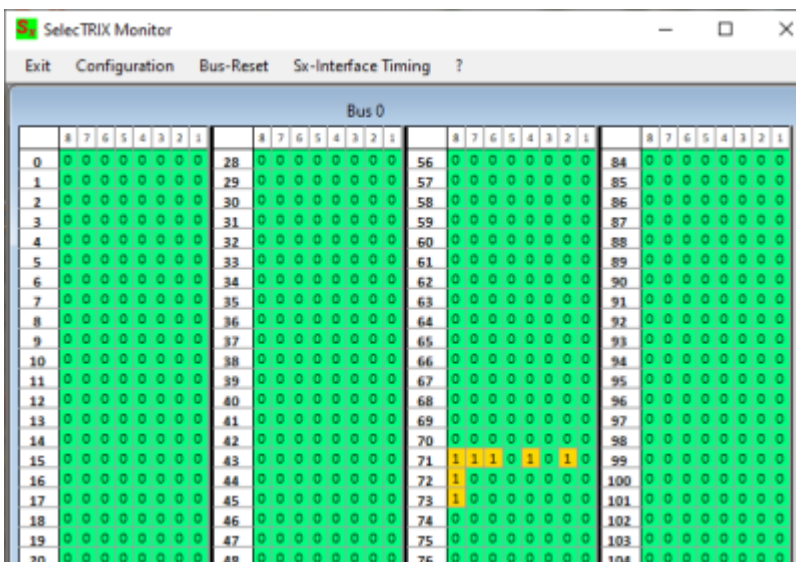 Sx SelecTRIX Monitor
Exit Configuration Bus-Reset Sx-Interface Timing ?
Bus 0
8 7 6 5 4 3 2 1 8 7 6 5 4 3 2 1 8 7 6 5 4 3 2 1 8 7 6 5 4 3 2 1
0 0 0 0 0 0 0 0 0 28 0 0 0 0 0 0 0 0 56 0 0 0 0 0 0 0 0 84 0 0 0 0 0 0 0 0
1 0 0 0 0 0 0 0 0 29 0 0 0 0 0 0 0 0 57 0 0 0 0 0 0 0 0 85 0 0 0 0 0 0 0 0
2 0 0 0 0 0 0 0 0 30 0 0 0 0 0 0 0 0 58 0 0 0 0 0 0 0 0 86 0 0 0 0 0 0 0 0
3 0 0 0 0 0 0 0 0 31 0 0 0 0 0 0 0 0 59 0 0 0 0 0 0 0 0 87 0 0 0 0 0 0 0 0
4 0 0 0 0 0 0 0 0 32 0 0 0 0 0 0 0 0 60 0 0 0 0 0 0 0 0 88 0 0 0 0 0 0 0 0
5 0 0 0 0 0 0 0 0 33 0 0 0 0 0 0 0 0 61 0 0 0 0 0 0 0 0 89 0 0 0 0 0 0 0 0
6 0 0 0 0 0 0 0 0 34 0 0 0 0 0 0 0 0 62 0 0 0 0 0 0 0 0 90 0 0 0 0 0 0 0 0
7 0 0 0 0 0 0 0 0 35 0 0 0 0 0 0 0 0 63 0 0 0 0 0 0 0 0 91 0 0 0 0 0 0 0 0
8 0 0 0 0 0 0 0 0 36 0 0 0 0 0 0 0 0 64 0 0 0 0 0 0 0 0 92 0 0 0 0 0 0 0 0
9 0 0 0 0 0 0 0 0 37 0 0 0 0 0 0 0 0 65 0 0 0 0 0 0 0 0 93 0 0 0 0 0 0 0 0
10 0 0 0 0 0 0 0 0 38 0 0 0 0 0 0 0 0 66 0 0 0 0 0 0 0 0 94 0 0 0 0 0 0 0 0
11 0 0 0 0 0 0 0 0 39 0 0 0 0 0 0 0 0 67 0 0 0 0 0 0 0 0 95 0 0 0 0 0 0 0 0
12 0 0 0 0 0 0 0 0 40 0 0 0 0 0 0 0 0 68 0 0 0 0 0 0 0 0 96 0 0 0 0 0 0 0 0
13 0 0 0 0 0 0 0 0 41 0 0 0 0 0 0 0 0 69 0 0 0 0 0 0 0 0 97 0 0 0 0 0 0 0 0
14 0 0 0 0 0 0 0 0 42 0 0 0 0 0 0 0 0 70 0 0 0 0 0 0 0 0 98 0 0 0 0 0 0 0 0
15 0 0 0 0 0 0 0 0 43 0 0 0 0 0 0 0 0 71 1 1 1 0 1 0 1 0 99 0 0 0 0 0 0 0 0
16 0 0 0 0 0 0 0 0 44 0 0 0 0 0 0 0 0 72 1 0 0 0 0 0 0 0 100 0 0 0 0 0 0 0 0
17 0 0 0 0 0 0 0 0 45 0 0 0 0 0 0 0 0 73 1 0 0 0 0 0 0 0 101 0 0 0 0 0 0 0 0
18 0 0 0 0 0 0 0 0 46 0 0 0 0 0 0 0 0 74 0 0 0 0 0 0 0 0 102 0 0 0 0 0 0 0 0
19 0 0 0 0 0 0 0 0 47 0 0 0 0 0 0 0 0 75 0 0 0 0 0 0 0 0 103 0 0 0 0 0 0 0 0
20 48 76 104